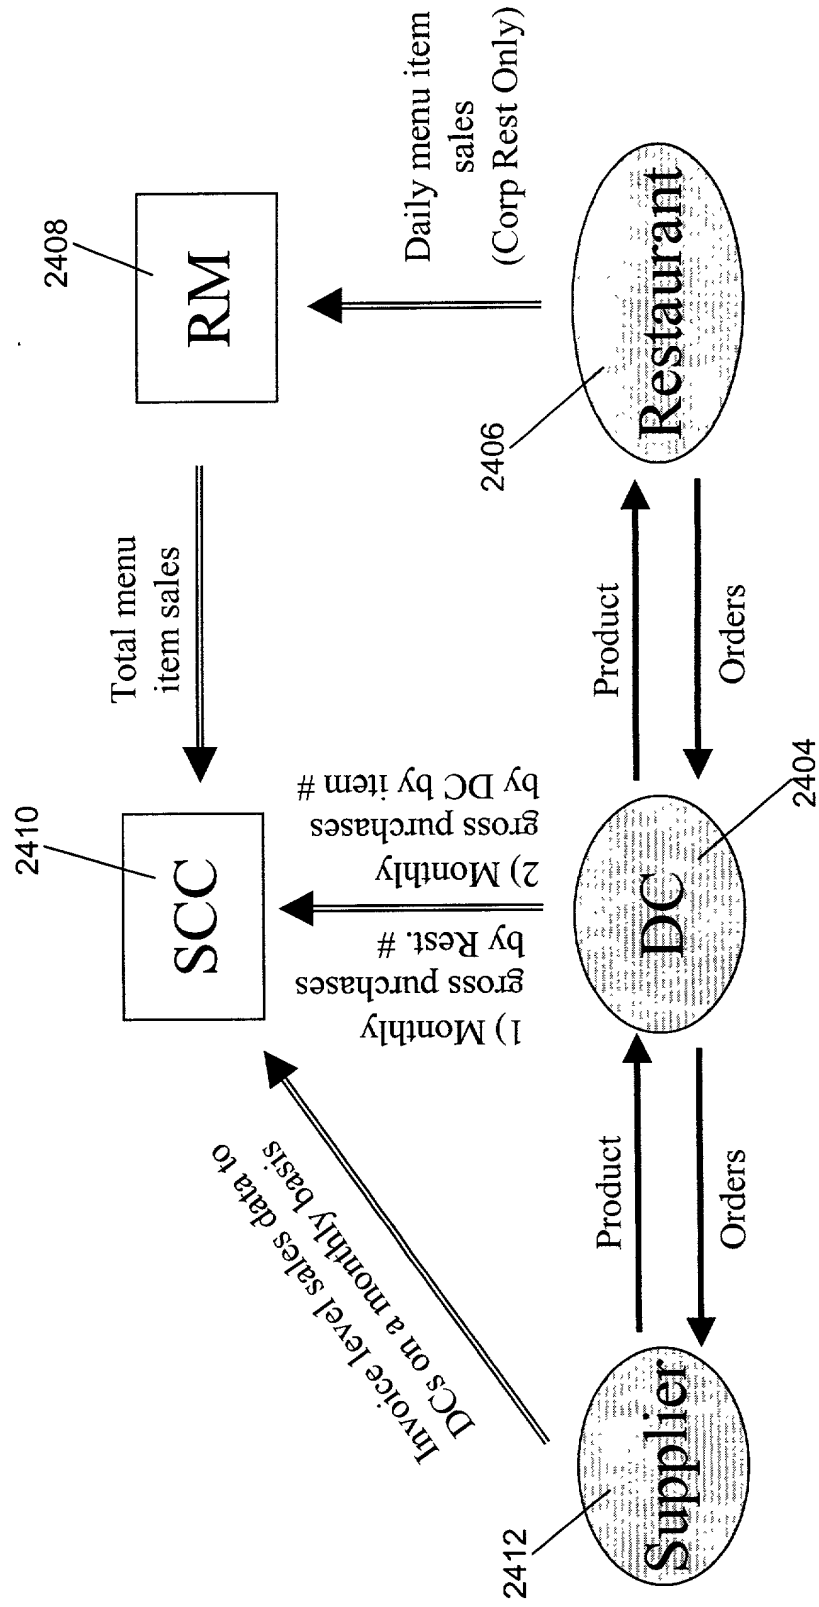 2410
SCC
Total menu
item sales
2408
RM
Invoice level sales data to
DCs on a monthly basis
1) Monthly
gross purchases
by Rest. #
2) Monthly
gross purchases
by DC by item #
Daily menu item
sales
(Corp Rest Only)
2412
Supplier
Product
Orders
DC
2404
Product
Orders
2406
Restaurant